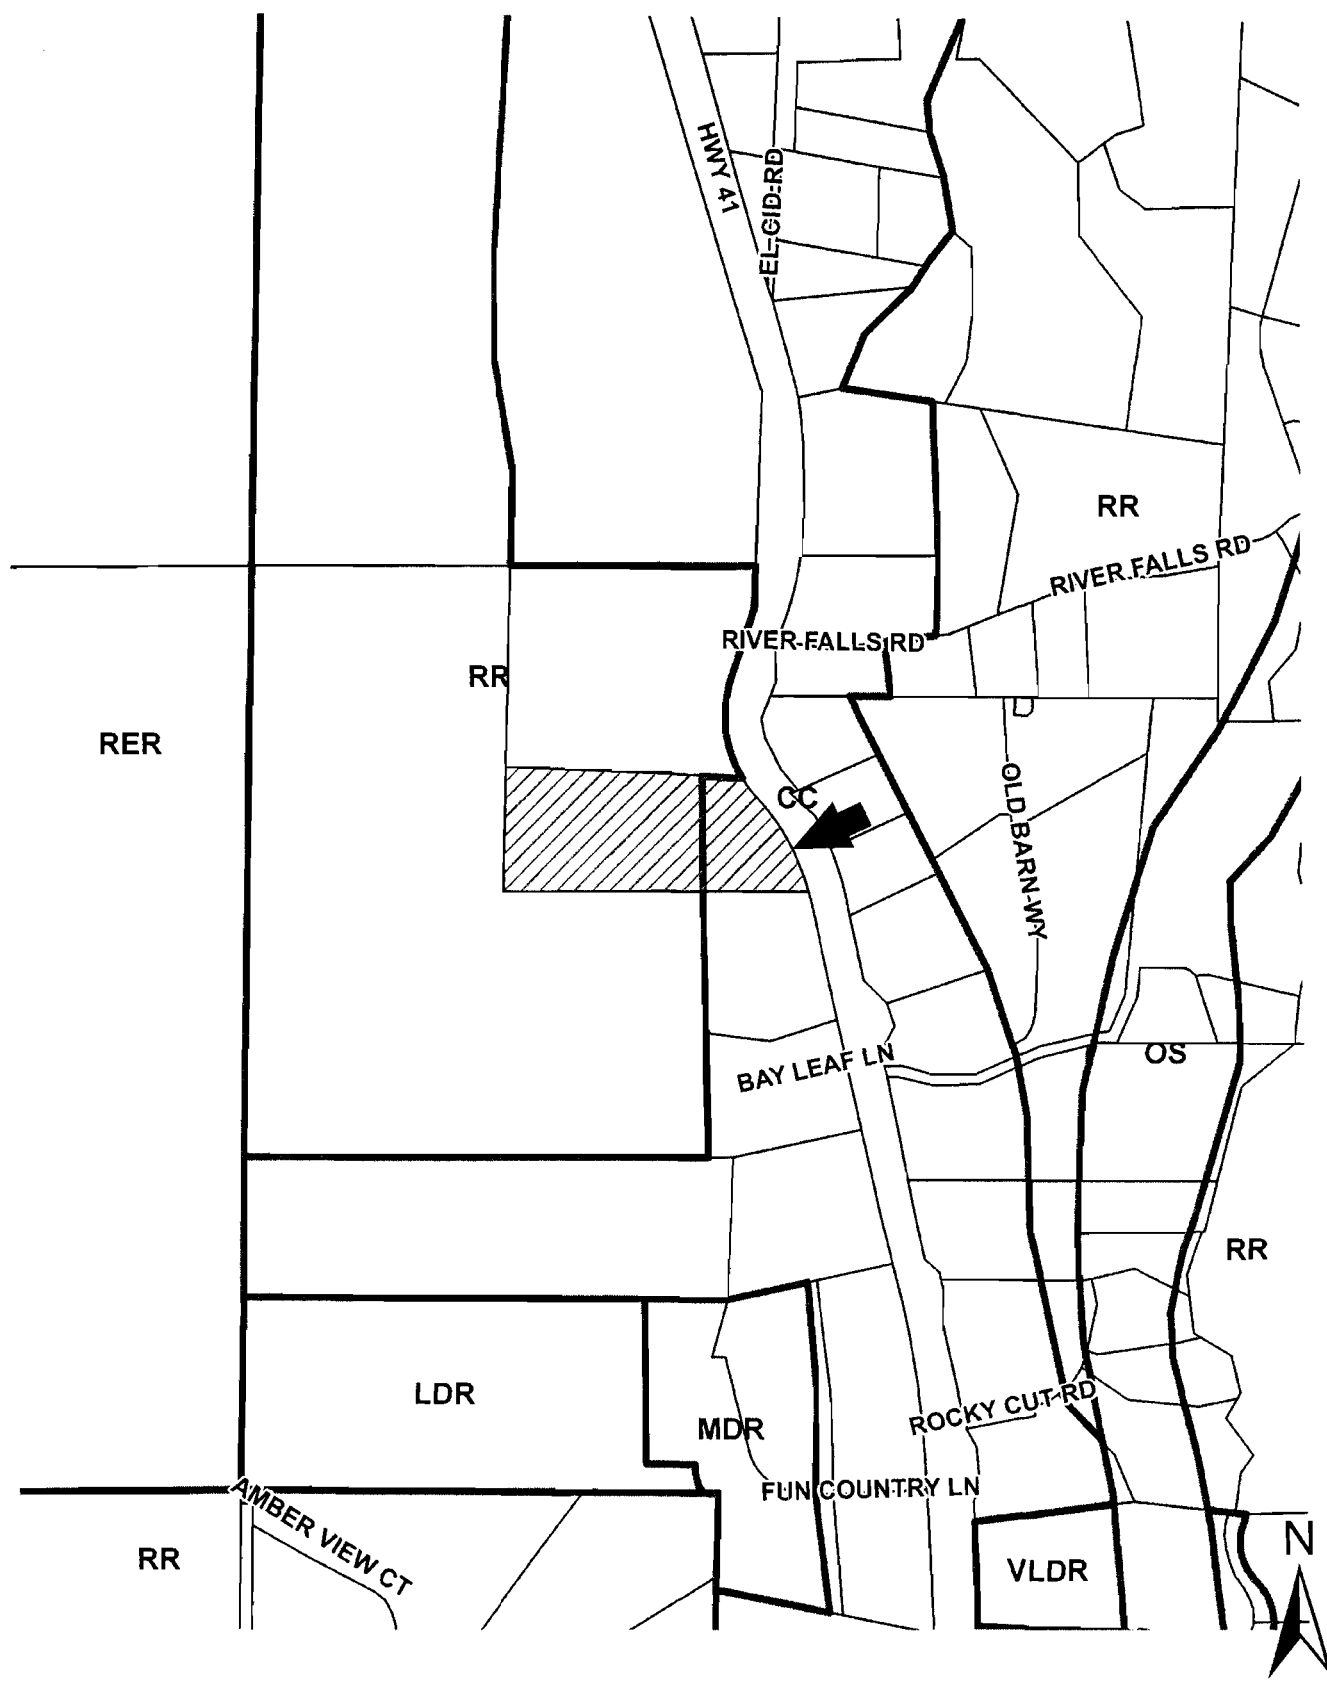 HWY 41
EL CID RD
RR
RIVER FALLS RD
RIVER FALLS RD
RR
RER
CC
OLD BARN WY
BAY LEAF LN
OS
RR
LDR
ROCKY CUT RD
MDR
FUN COUNTRY LN
AMBER VIEW CT
N
RR
VLDR